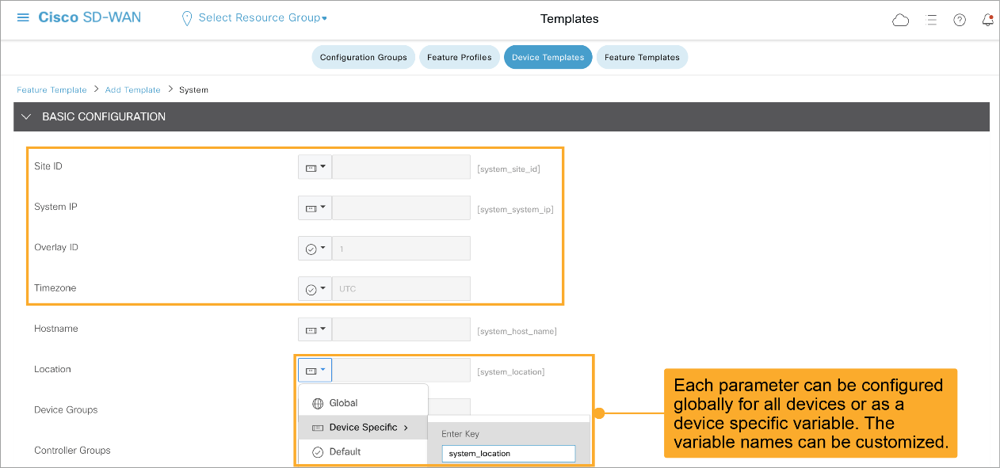 Cisco SD-WAN
Select Resource Group
Templates
Configuration Groups
Feature Profiles
Device Templates
Feature Templates
Feature Template > Add Template > System
BASIC CONFIGURATION
Site ID
[system_site_id]
System IP
[system_system_ip]
Overlay ID
1
Timezone
UTC
Hostname
[system_host_name]
Location
[system_location]
Global
Device Groups
Device Specific >
Enter Key
Controller Groups
Default
system_location
Each parameter can be configured
globally for all devices or as a
device specific variable. The
variable names can be customized.